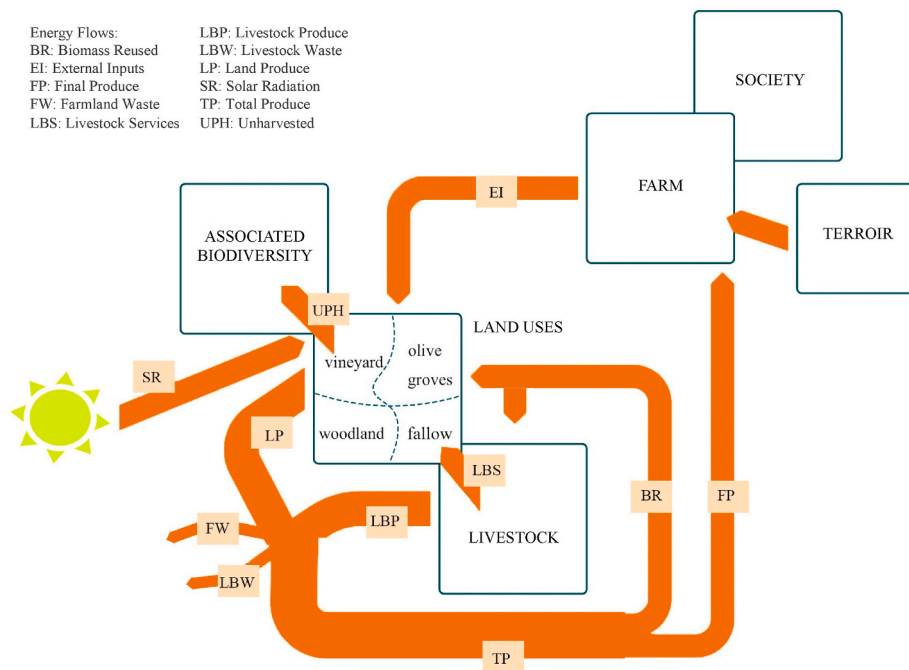 Energy Flows:
BR: Biomass Reused
EI: External Inputs
FP: Final Produce
FW: Farmland Waste
LBS: Livestock Services
LBP: Livestock Produce
LBW: Livestock Waste
LP: Land Produce
SR: Solar Radiation
TP: Total Produce
UPH: Unharvested
SOCIETY
FARM
TERROIR
EI
ASSOCIATED
BIODIVERSITY
UPH
LAND USES
vineyard
olive
groves
woodland
fallow
SR
LP
LBS
LBP
FW
LBW
LIVESTOCK
BR
FP
TP